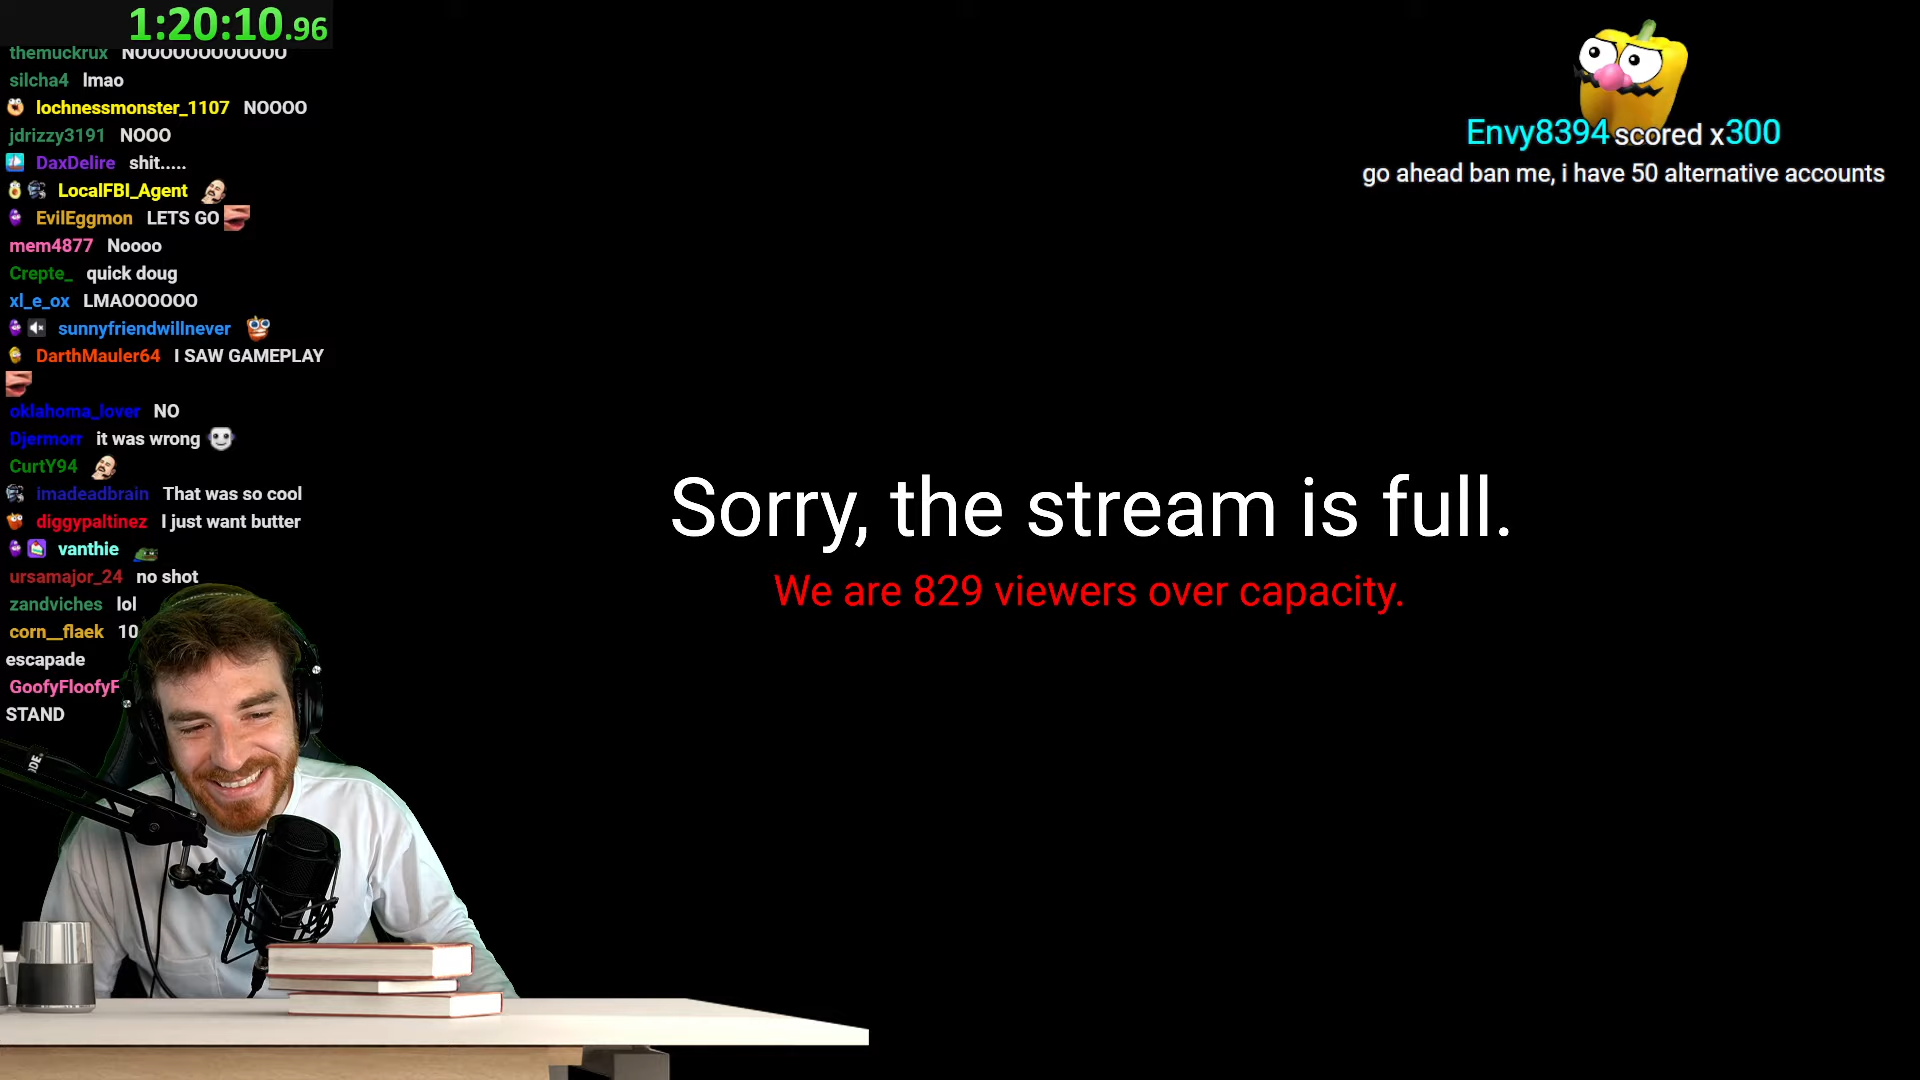 1:20:10.96
themuckrux NOOOOOOOOOOOO
silcha4 lmao
lochnessmonster_1107 NOOOO
jdrizzy3191 NOOO
DaxDelire shit.....
LocalFBI_Agent
EvilEggmon LETS GO
mem4877 Noooo
Crepte_ quick doug
xl_e_ox LMAOOOOOO
sunnyfriendwillnever
DarthMauler64 I SAW GAMEPLAY
oklahoma_lover NO
Djermorr it was wrong
CurtY94
imadeadbrain That was so cool
diggypaltinez I just want butter
vanthie
ursamajor_24 no shot
zandviches lol
corn__flaek 10
escapade
GoofyFloofyF
STAND
Envy8394 scored x300
go ahead ban me, i have 50 alternative accounts
Sorry, the stream is full.
We are 829 viewers over capacity.